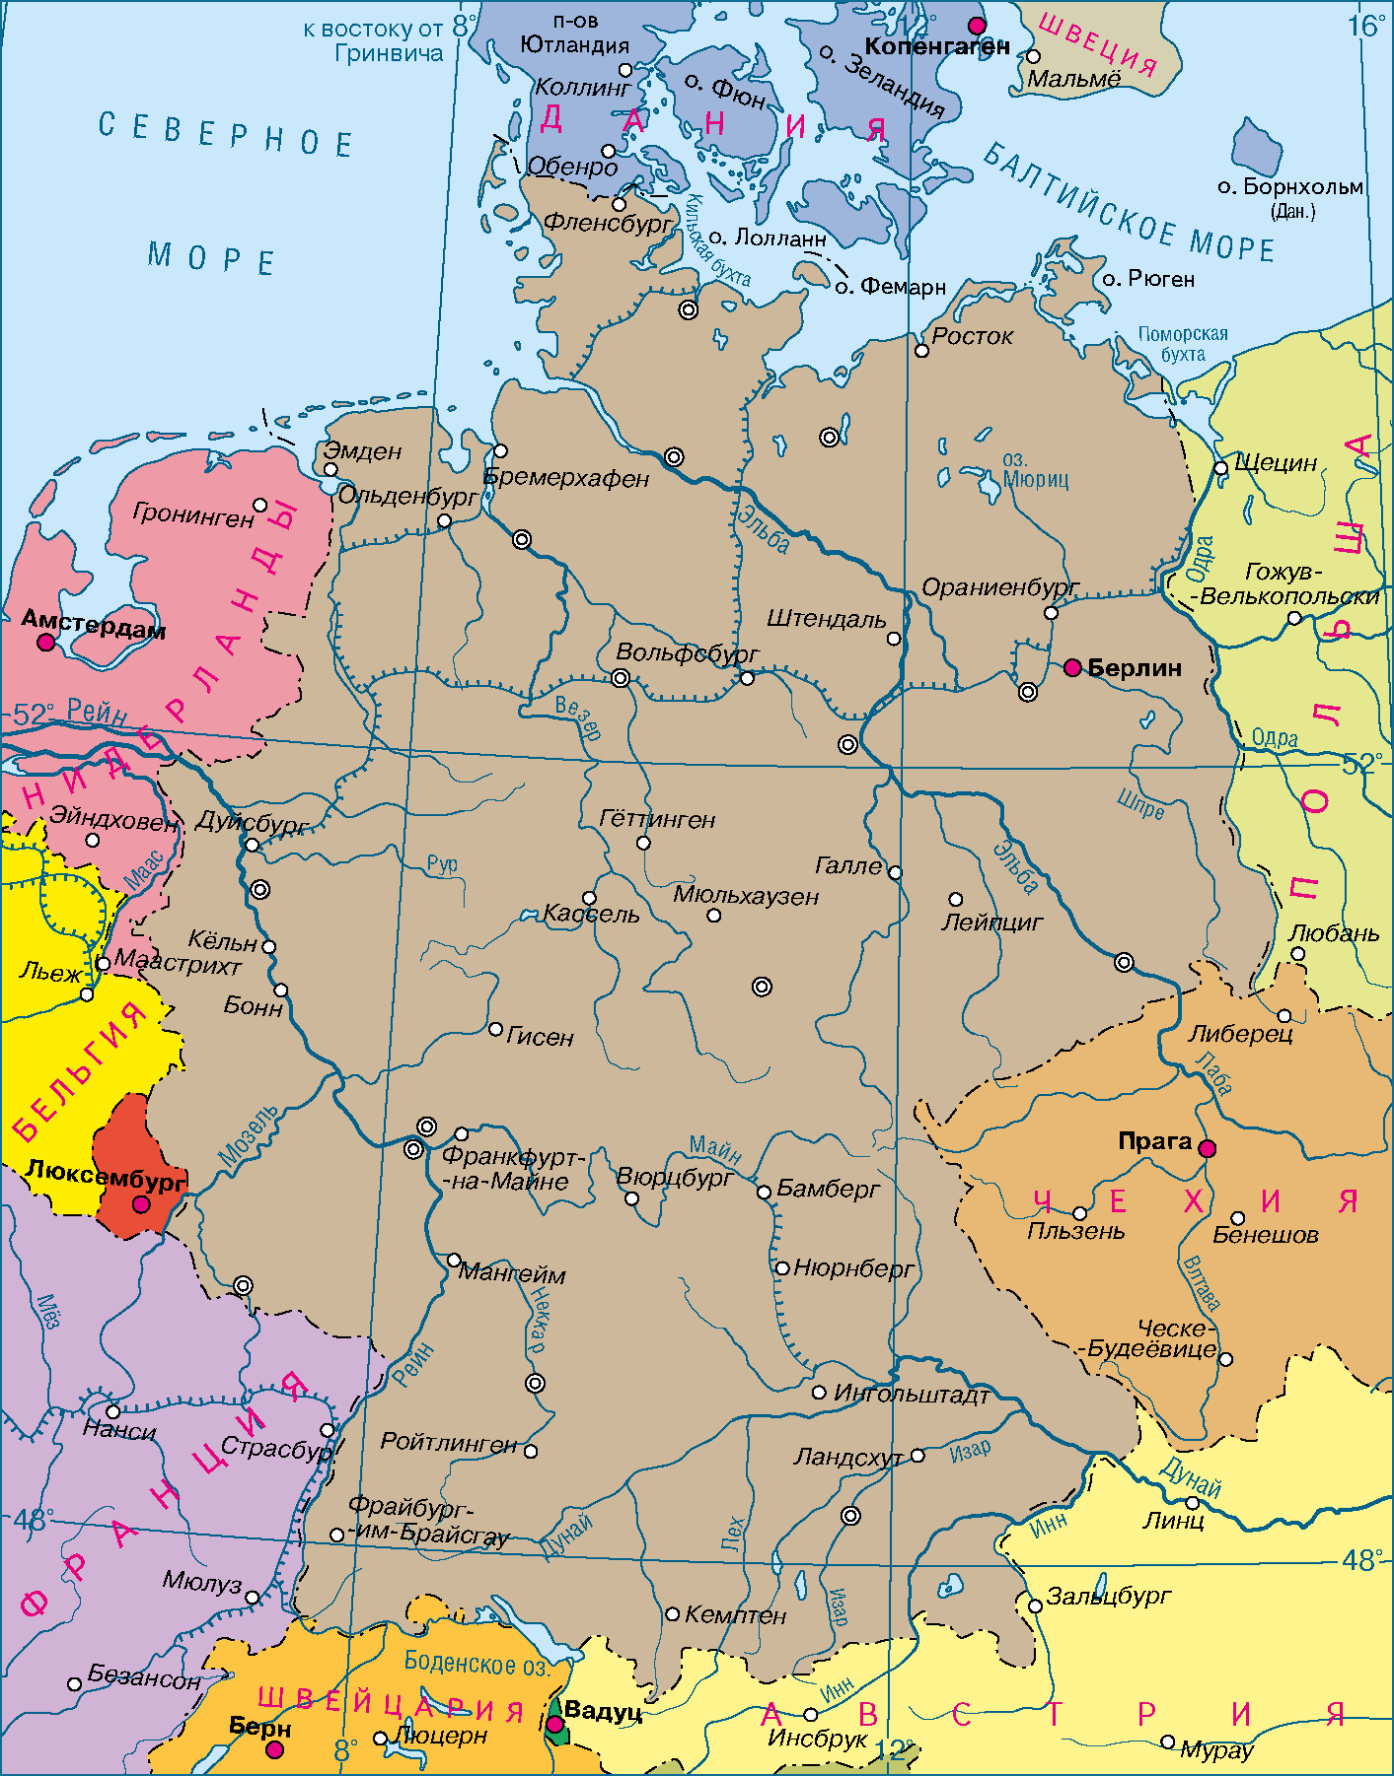 к востоку от
Гринвича
8°
п-ов
Ютландия
12°
16°
Копенгаген
ШВЕЦИЯ
Мальмё
Коллинг
о. Фюн
о. Зеландия
ДАНИЯ
СЕВЕРНОЕ
МОРЕ
Обенро
БАЛТИЙСКОЕ МОРЕ
о. Борнхольм
(Дан.)
Фленсбург
Кильская бухта
о. Лолланн
о. Фемарн
о. Рюген
Росток
Поморская
бухта
Эмден
Бремерхафен
Ольденбург
Гронинген
оз.
Мюриц
Щецин
ПОЛЬША
Эльба
Одра
Гожув-
-Велькопольски
Ораниенбург
Штендаль
Амстердам
НИДЕРЛАНДЫ
Вольфсбург
Берлин
52°
Рейн
Везер
Одра
52°
Шпре
Эйндховен
Дуйсбург
Гёттинген
Маас
Рур
Галле
Эльба
Мюльхаузен
Кассель
Лейпциг
Любань
Кёльн
Льеж
Маастрихт
Бонн
Гисен
Либерец
БЕЛЬГИЯ
Лаба
Мозель
Майн
Прага
Франкфурт-
-на-Майне
Люксембург
Вюрцбург
Бамберг
ЧЕХИЯ
Пльзень
Бенешов
Мангейм
Нюрнберг
Мёз
Неккар
Влтава
Ческе-
-Будеёвице
Рейн
Ингольштадт
ФРАНЦИЯ
Нанси
Страсбур
Ройтлинген
Ландсхут
Изар
Дунай
48°
Фрайбург-
-им-Брайсгау
Дунай
Лех
Инн
Линц
48°
Мюлуз
Кемптен
Изар
Зальцбург
Безансон
Боденское оз.
Инн
ШВЕЙЦАРИЯ
Вадуц
АВСТРИЯ
Берн
Люцерн
Инсбрук
Мурау
8°
12°